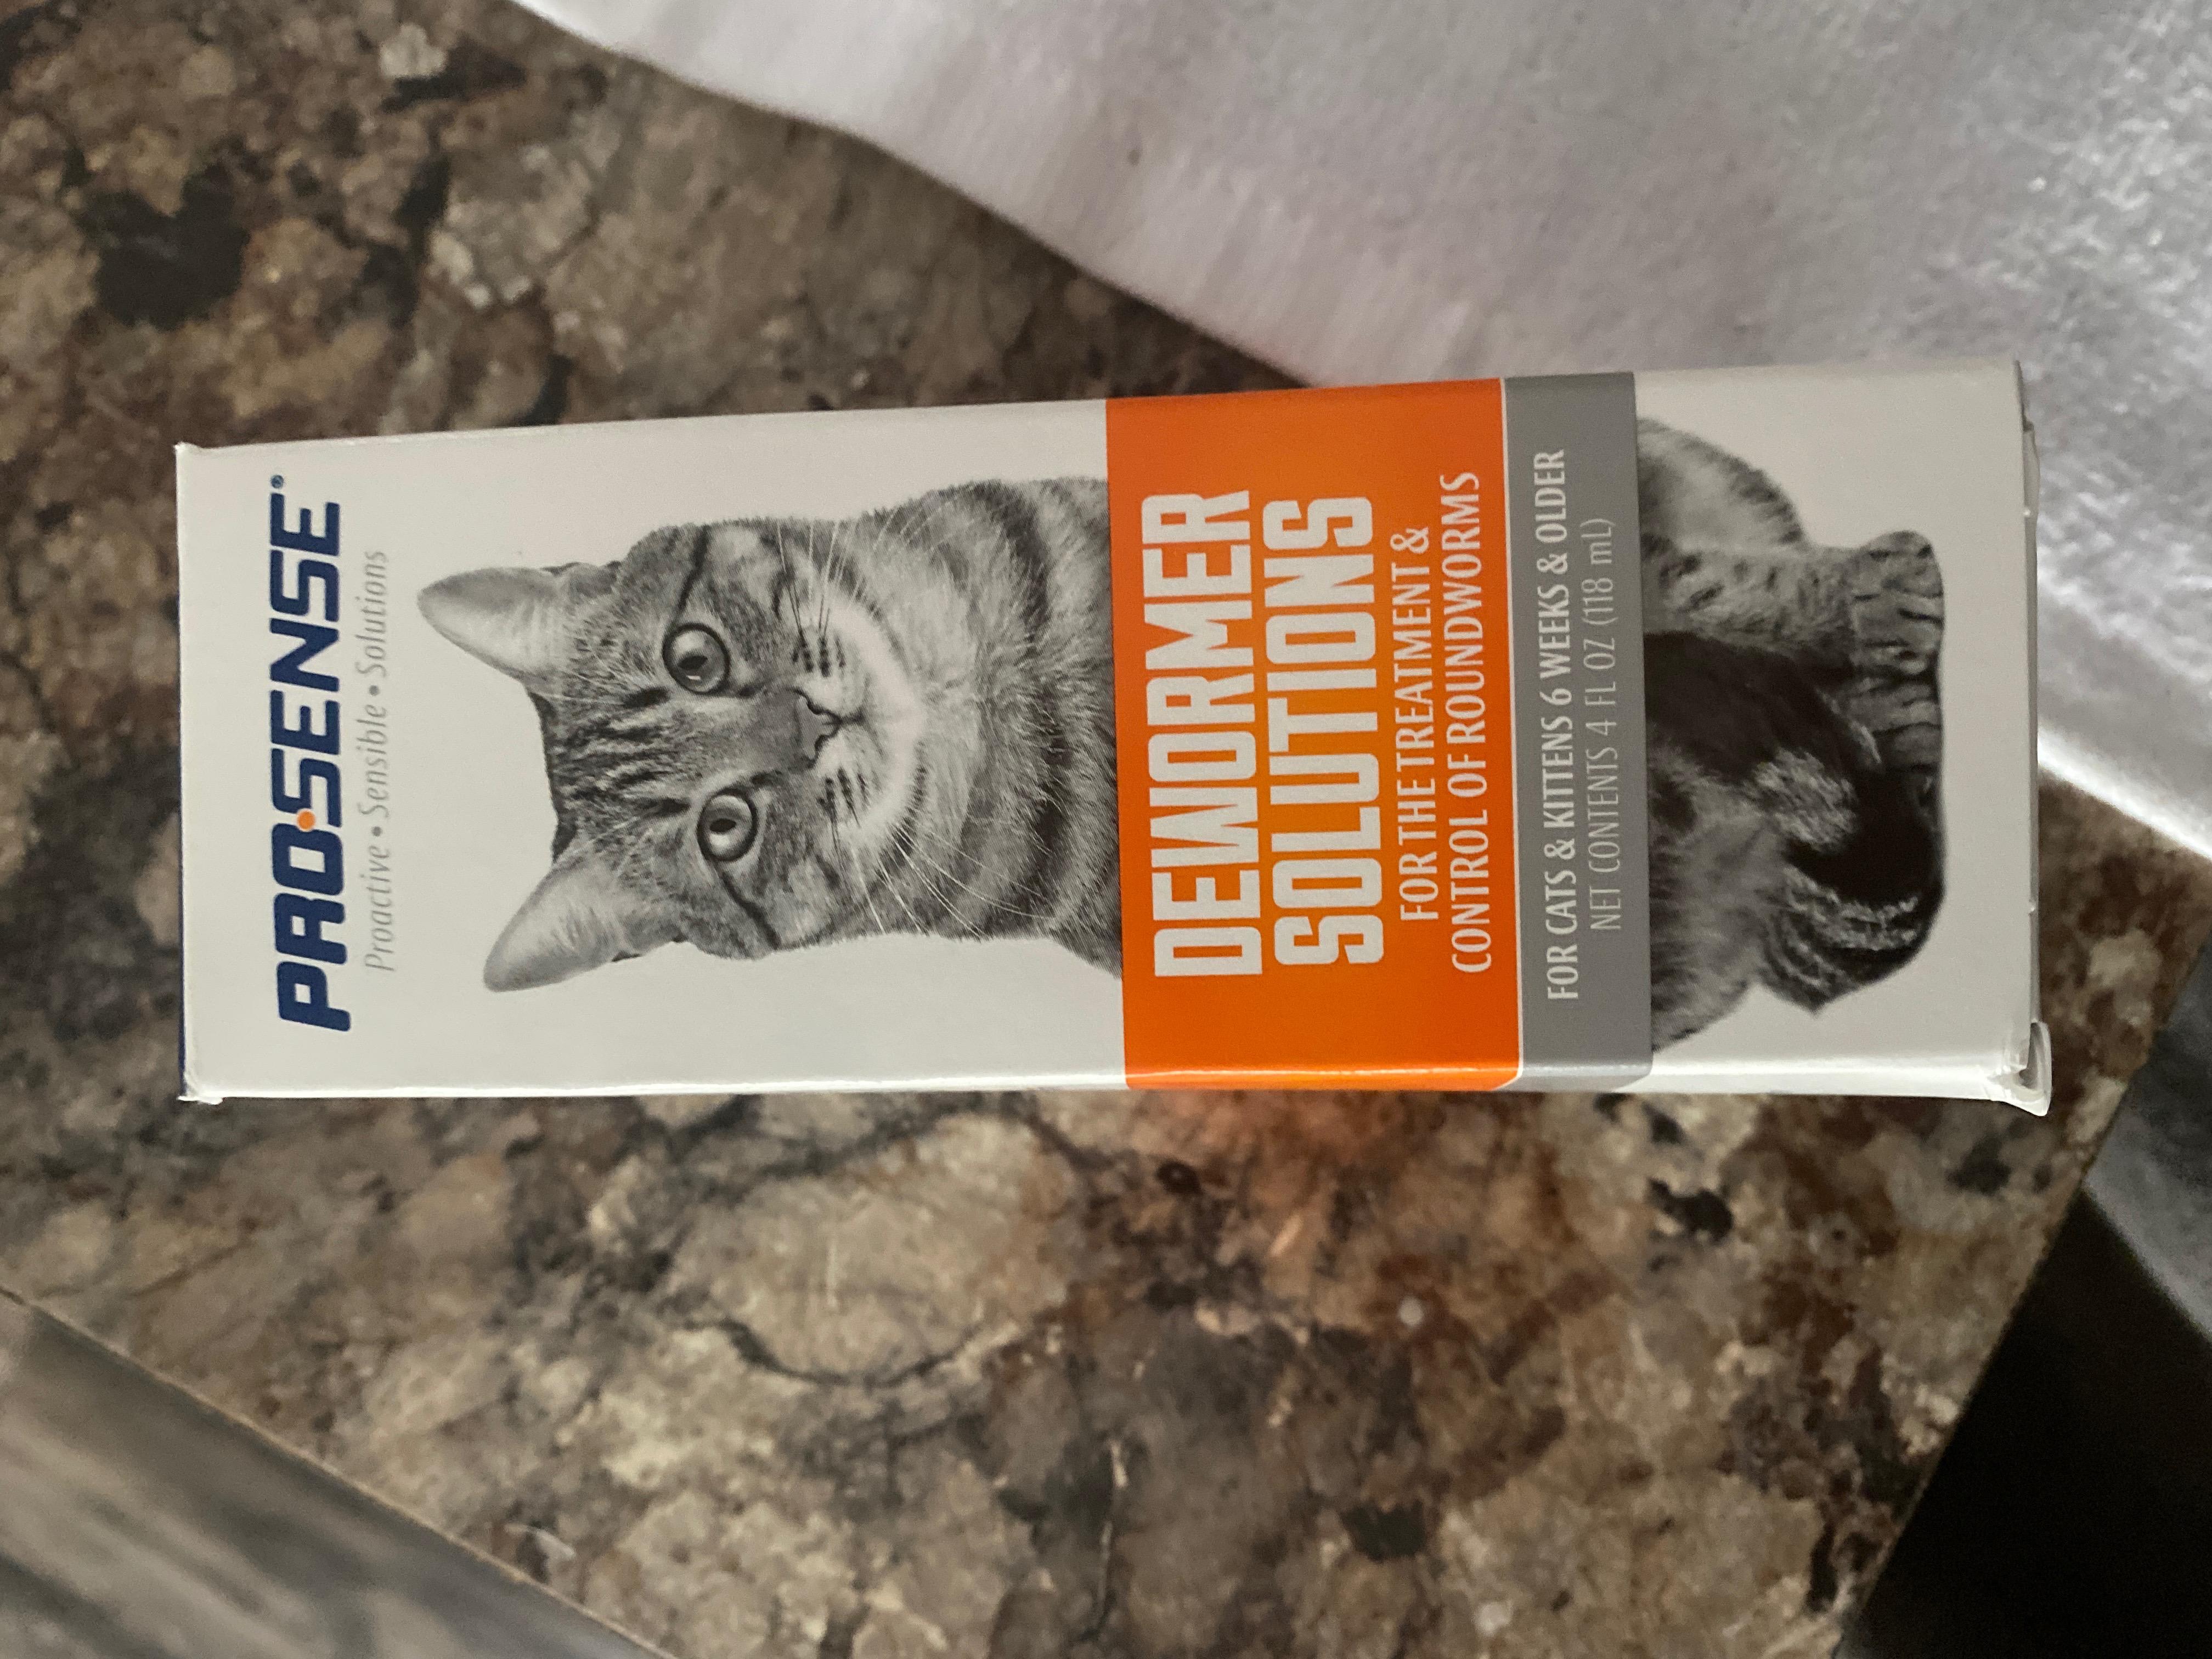 PRO•SENSE®
Proactive • Sensible • Solutions
DEWORMER
SOLUTIONS
FOR THE TREATMENT &
CONTROL OF ROUNDWORMS
FOR CATS & KITTENS 6 WEEKS & OLDER
NET CONTENTS 4 FL OZ (118 mL)